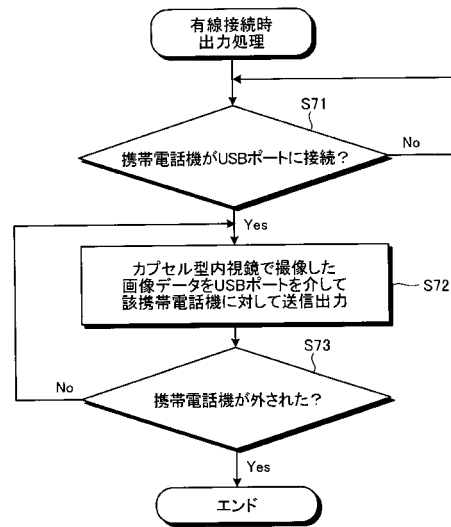 有線接続時
出力処理
S71
携帯電話機がUSBポートに接続？
No
Yes
カプセル型内視鏡で撮像した
画像データをUSBポートを介して
該携帯電話機に対して送信出力
S72
S73
No
携帯電話機が外された？
Yes
エンド